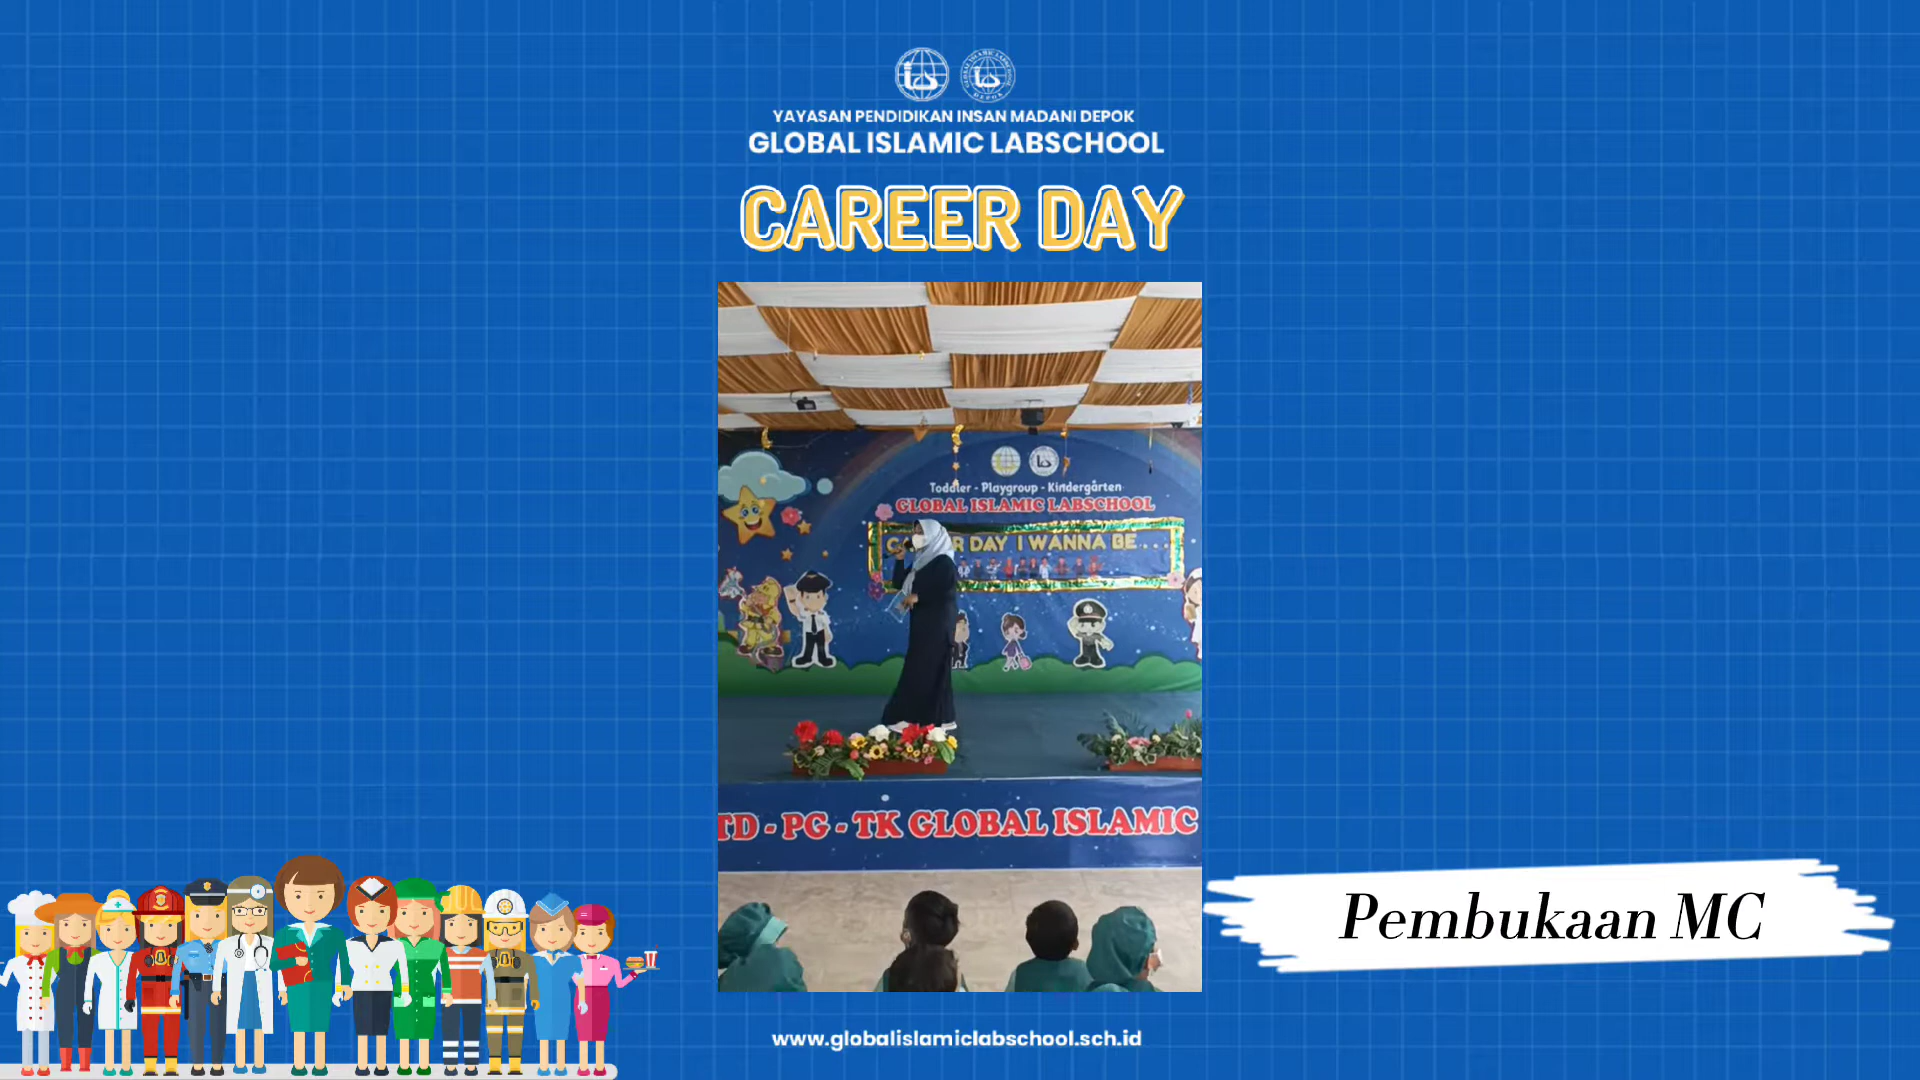 YAYASAN PENDIDIKAN INSAN MADANI DEPOK
GLOBAL ISLAMIC LABSCHOOL
CAREER DAY
Toddler - Playgroup - Kindergarten
GLOBAL ISLAMIC LABSCHOOL
DAY I WANNA BE...
TD - PG - TK GLOBAL ISLAMIC
Pembukaan MC
www.globalislamiclabschool.sch.id